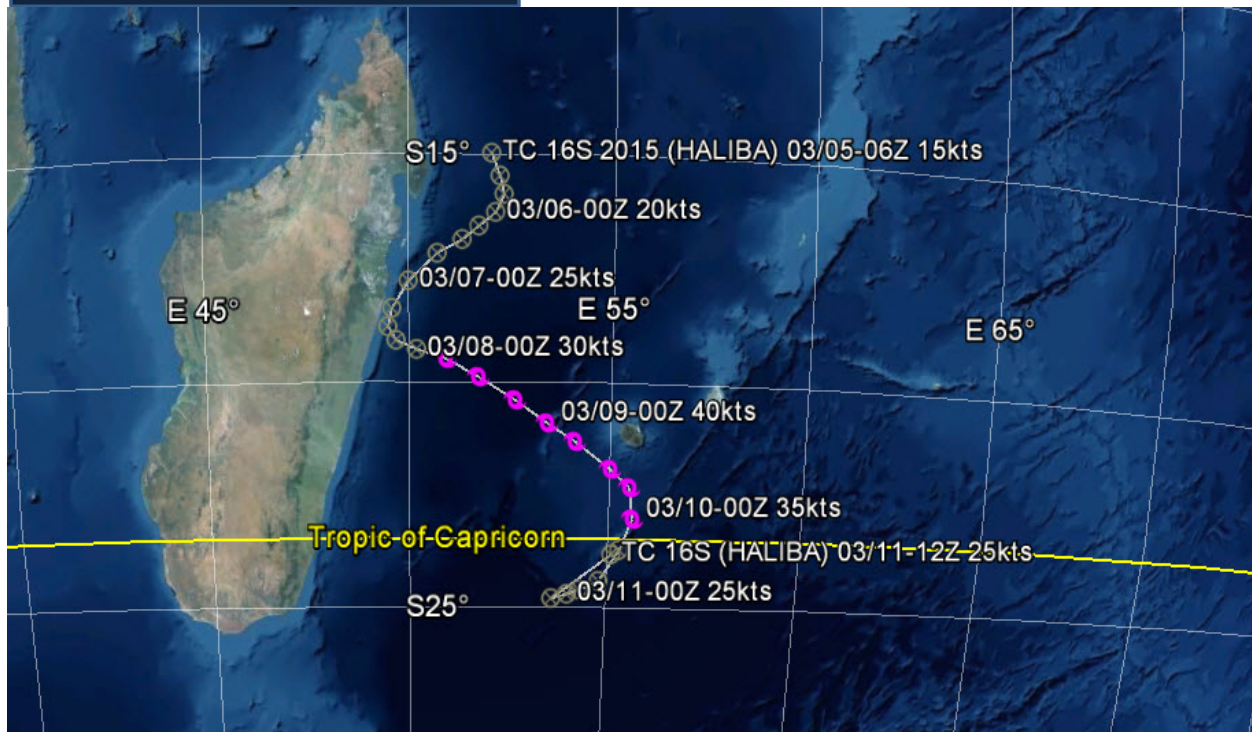 S15°
TC 16S 2015 (HALIBA) 03/05-06Z 15kts
03/06-00Z 20kts
03/07-00Z 25kts
E 45°
E 55°
E 65°
03/08-00Z 30kts
03/09-00Z 40kts
03/10-00Z 35kts
Tropic of Capricorn
TC 16S (HALIBA) 03/11-12Z 25kts
03/11-00Z 25kts
S25°